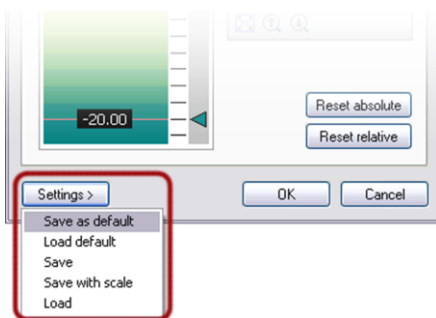 -20.00
Reset absolute
Reset relative
Settings >
OK
Cancel
Save as default
Load default
Save
Save with scale
Load